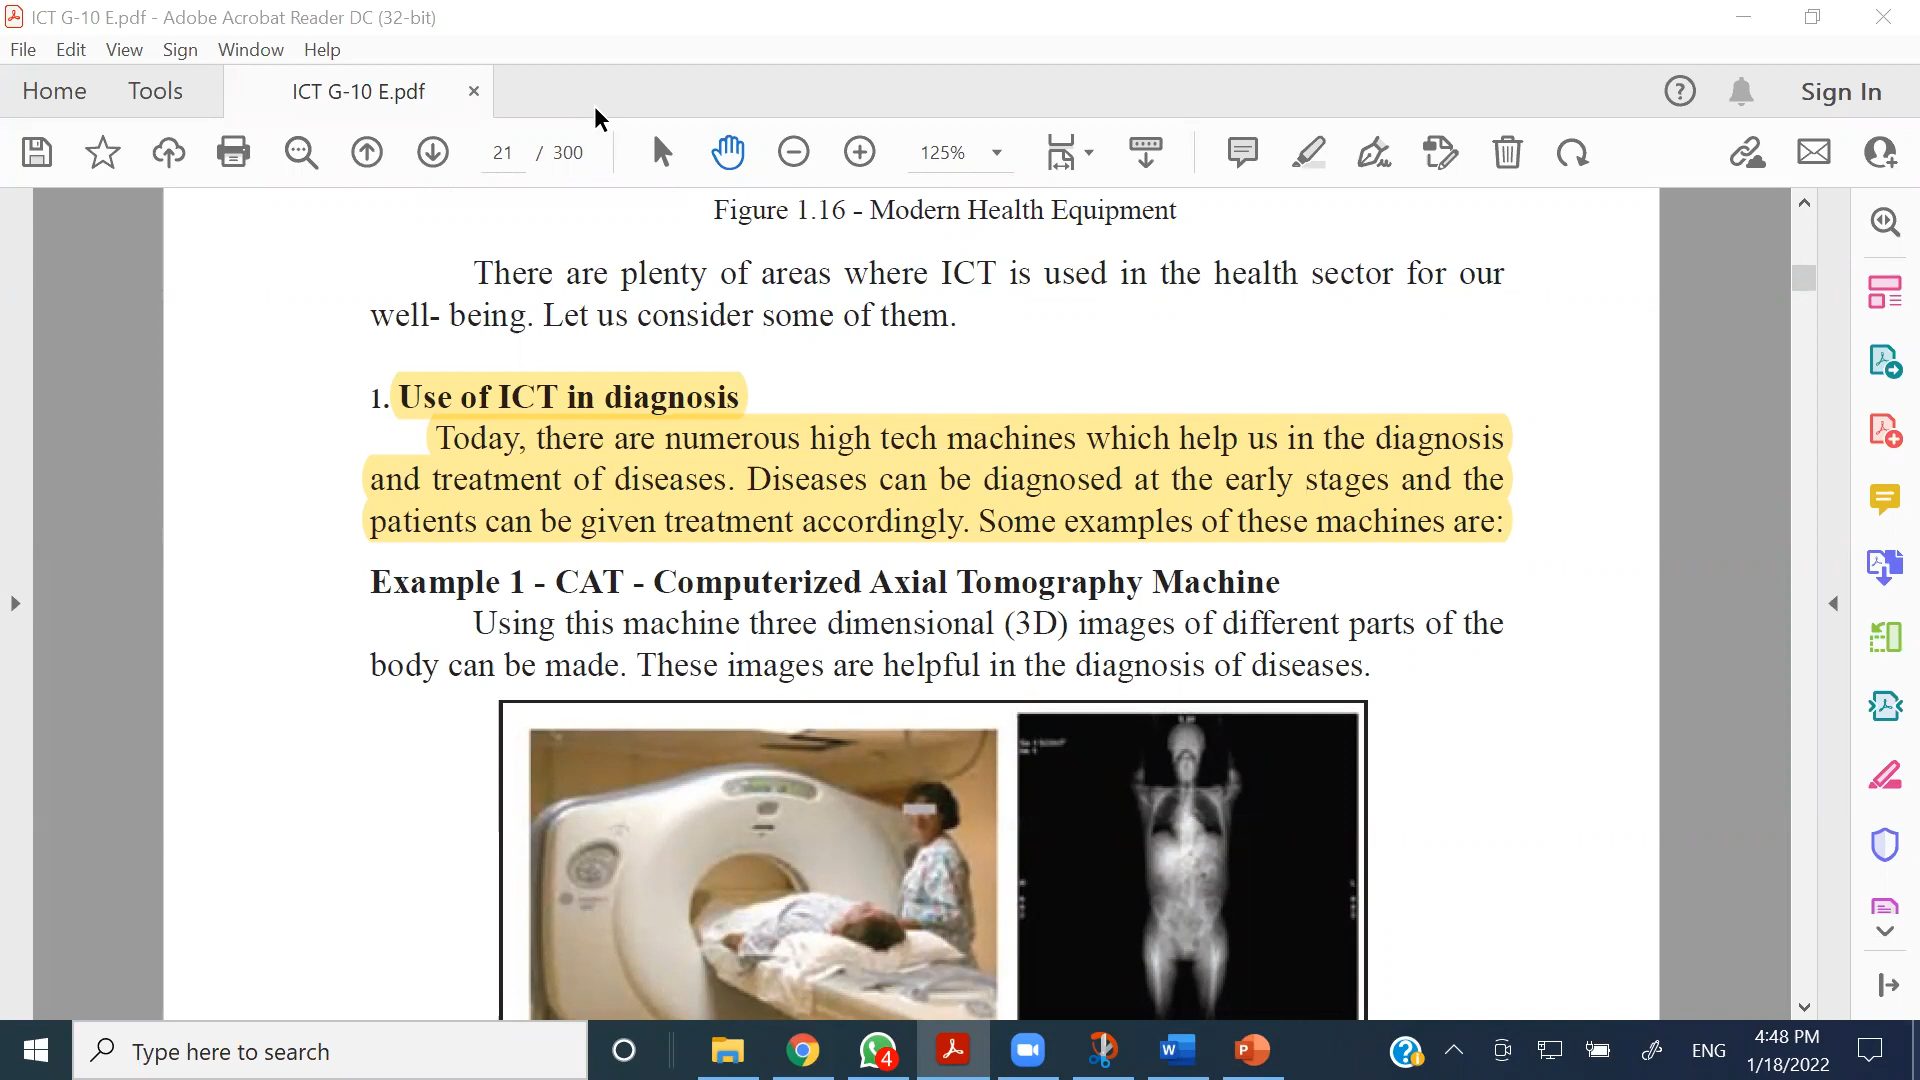 ICT G-10 E.pdf - Adobe Acrobat Reader DC (32-bit)
File Edit View Sign Window Help
Home Tools ICT G-10 E.pdf × Sign In
21 / 300 125%
Figure 1.16 - Modern Health Equipment
There are plenty of areas where ICT is used in the health sector for our
well- being. Let us consider some of them.
1. Use of ICT in diagnosis
Today, there are numerous high tech machines which help us in the diagnosis
and treatment of diseases. Diseases can be diagnosed at the early stages and the
patients can be given treatment accordingly. Some examples of these machines are:
Example 1 - CAT - Computerized Axial Tomography Machine
Using this machine three dimensional (3D) images of different parts of the
body can be made. These images are helpful in the diagnosis of diseases.
Type here to search
4
ENG
4:48 PM
1/18/2022